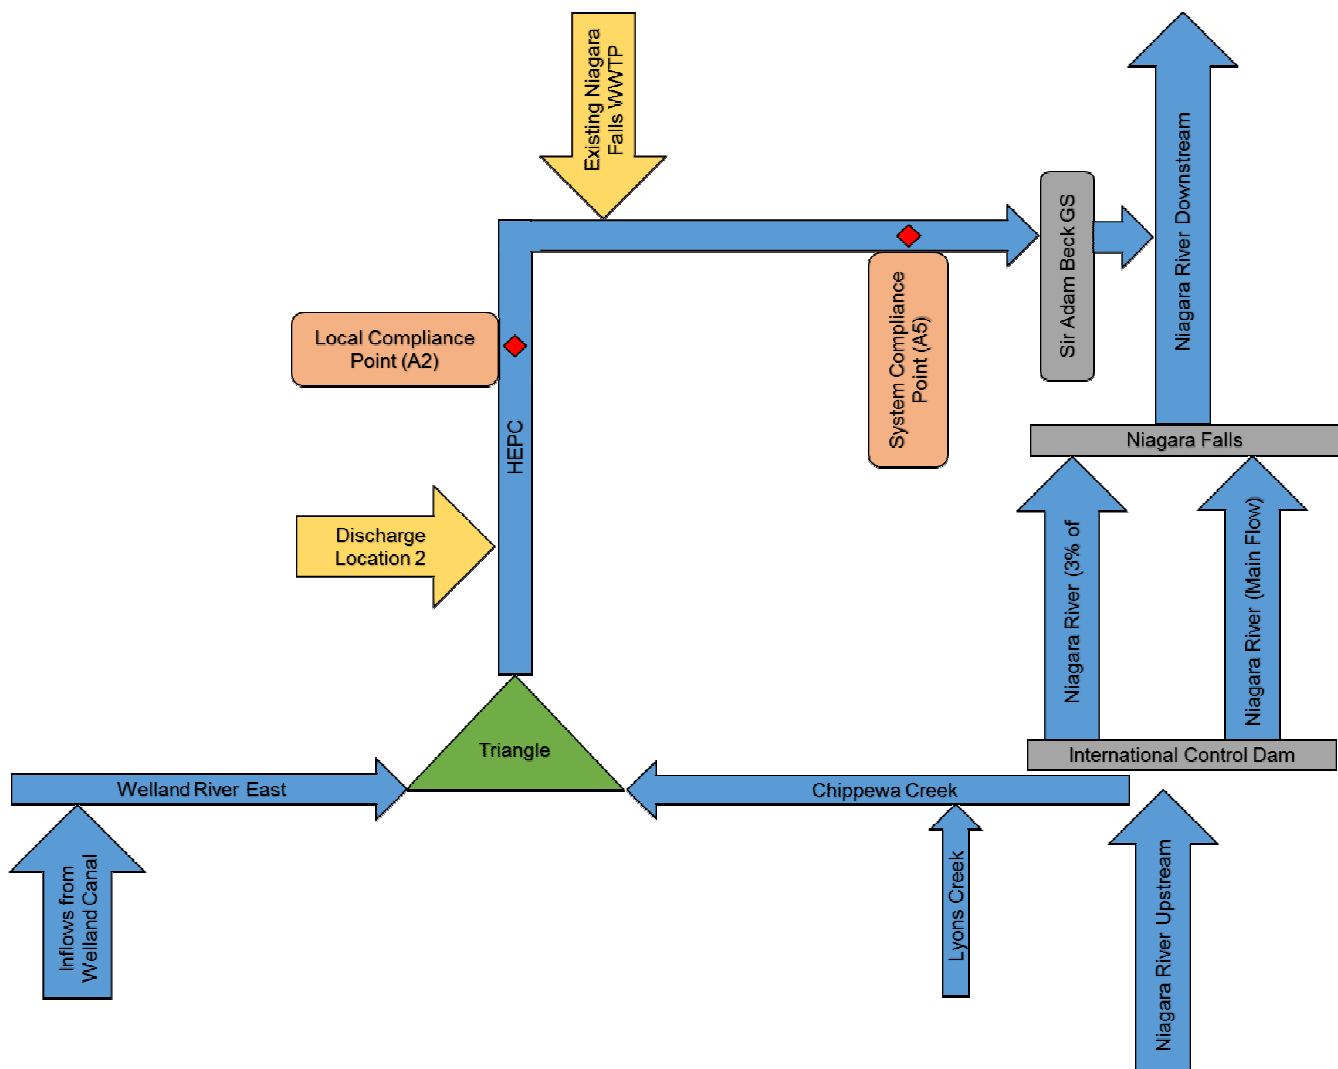 Existing Niagara
Falls WWTP
Niagara River Downstream
Sir Adam Beck GS
Local Compliance
Point (A2)
System Compliance
Point (A5)
HEPC
Niagara Falls
Discharge
Location 2
Niagara River (3% of
Niagara River (Main Flow)
Triangle
International Control Dam
Welland River East
Chippewa Creek
Inflows from
Welland Canal
Lyons Creek
Niagara River Upstream